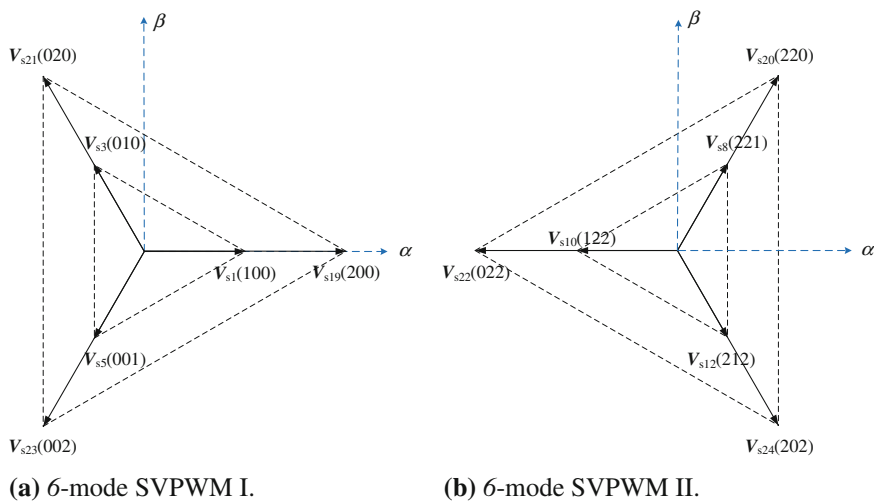 β
V_s21(020)
V_s3(010)
α
V_s1(100)
V_s19(200)
V_s5(001)
V_s23(002)
(a) 6-mode SVPWM I.
β
V_s20(220)
V_s8(221)
V_s10(122)
α
V_s22(022)
V_s12(212)
V_s24(202)
(b) 6-mode SVPWM II.